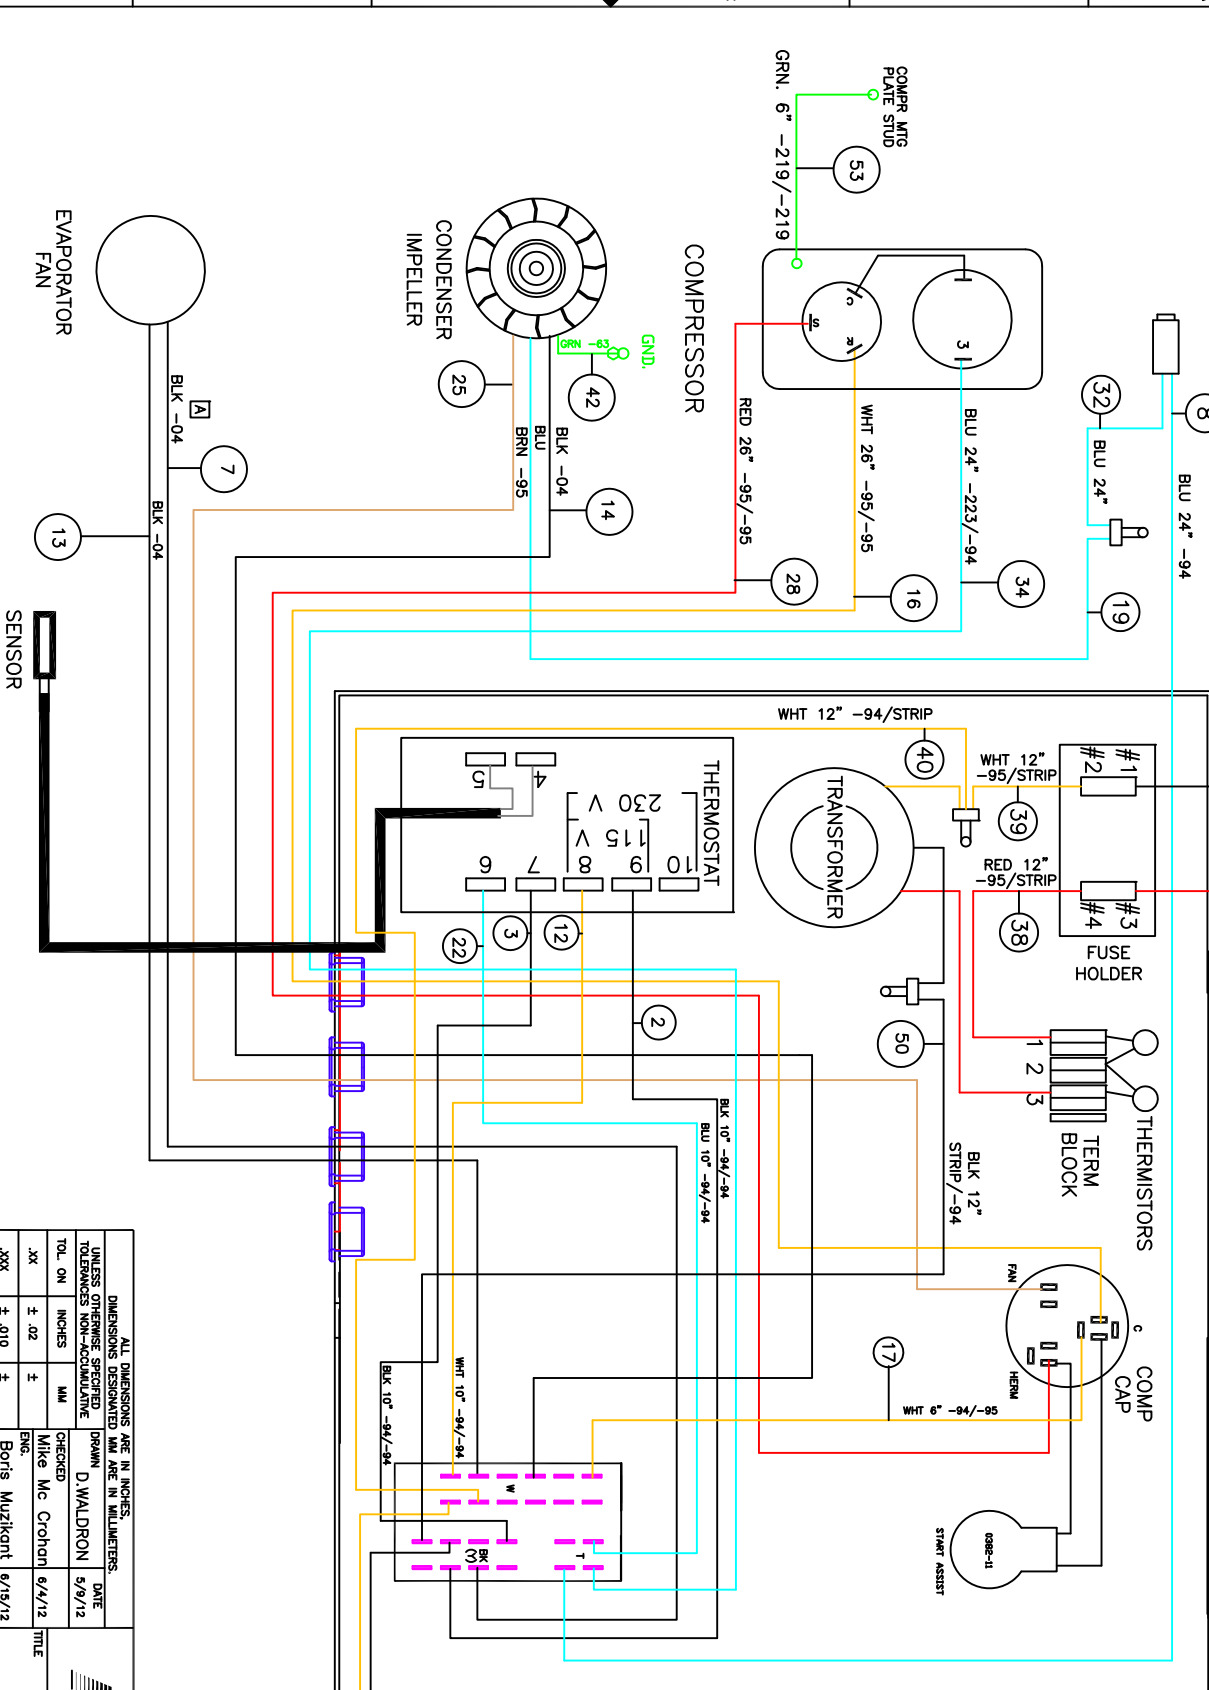 COMPR MTG
PLATE STUD
GRN. 6" -219/-219
53
COMPRESSOR
C
S
R
3
GND.
GRN -63
42
CONDENSER
IMPELLER
25
BRN -95
BLU
BLK -04
14
EVAPORATOR
FAN
BLK -04
A
7
BLK -04
13
SENSOR
RED 26" -95/-95
28
WHT 26" -95/-95
16
BLU 24" -223/-94
34
32
BLU 24"
19
8
BLU 24" -94
WHT 12" -94/STRIP
40
WHT 12"
-95/STRIP
39
RED 12"
-95/STRIP
38
#1
#2
#3
#4
FUSE
HOLDER
TRANSFORMER
THERMOSTAT
4
5
230 V
115 V
6
7
8
9
10
22
3
12
2
50
1
2
3
TERM
BLOCK
THERMISTORS
BLK 12"
STRIP/-94
BLK 10" -94/-94
BLU 10" -94/-94
WHT 10" -94/-94
BLK 10" -94/-94
FAN
C
HERM
COMP
CAP
17
WHT 6" -94/-95
0382-11
START ASSIST
W
BK
(Y)
T
ALL DIMENSIONS ARE IN INCHES.
DIMENSIONS DESIGNATED MM ARE IN MILLIMETERS.
UNLESS OTHERWISE SPECIFIED
TOLERANCES NON-ACCUMULATIVE
TOL. ON INCHES MM
.XX ± .02 ±
.XXX ± .010 ±
DRAWN D.WALDRON DATE 5/9/12
CHECKED Mike Mc Crohan 6/4/12
ENG. Boris Muzikant 6/15/12
TITLE